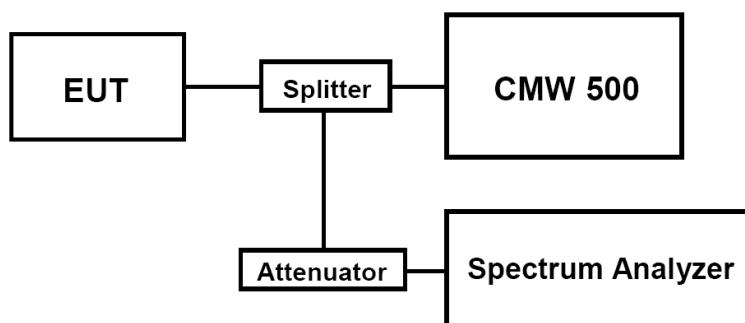 EUT
Splitter
CMW 500
Attenuator
Spectrum Analyzer